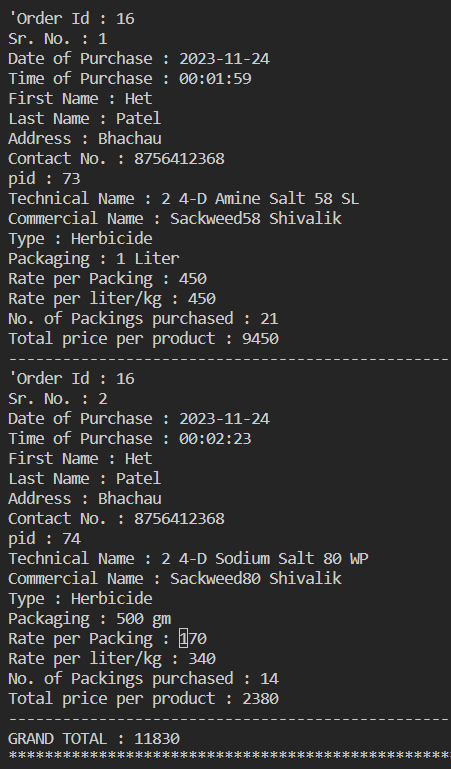 'Order Id : 16
Sr. No. : 1
Date of Purchase : 2023-11-24
Time of Purchase : 00:01:59
First Name : Het
Last Name : Patel
Address : Bhachau
Contact No. : 8756412368
pid : 73
Technical Name : 2 4-D Amine Salt 58 SL
Commercial Name : Sackweed58 Shivalik
Type : Herbicide
Packaging : 1 Liter
Rate per Packing : 450
Rate per liter/kg : 450
No. of Packings purchased : 21
Total price per product : 9450
-------------------------------------------------
'Order Id : 16
Sr. No. : 2
Date of Purchase : 2023-11-24
Time of Purchase : 00:02:23
First Name : Het
Last Name : Patel
Address : Bhachau
Contact No. : 8756412368
pid : 74
Technical Name : 2 4-D Sodium Salt 80 WP
Commercial Name : Sackweed80 Shivalik
Type : Herbicide
Packaging : 500 gm
Rate per Packing : 170
Rate per liter/kg : 340
No. of Packings purchased : 14
Total price per product : 2380
-------------------------------------------------
GRAND TOTAL : 11830
*************************************************